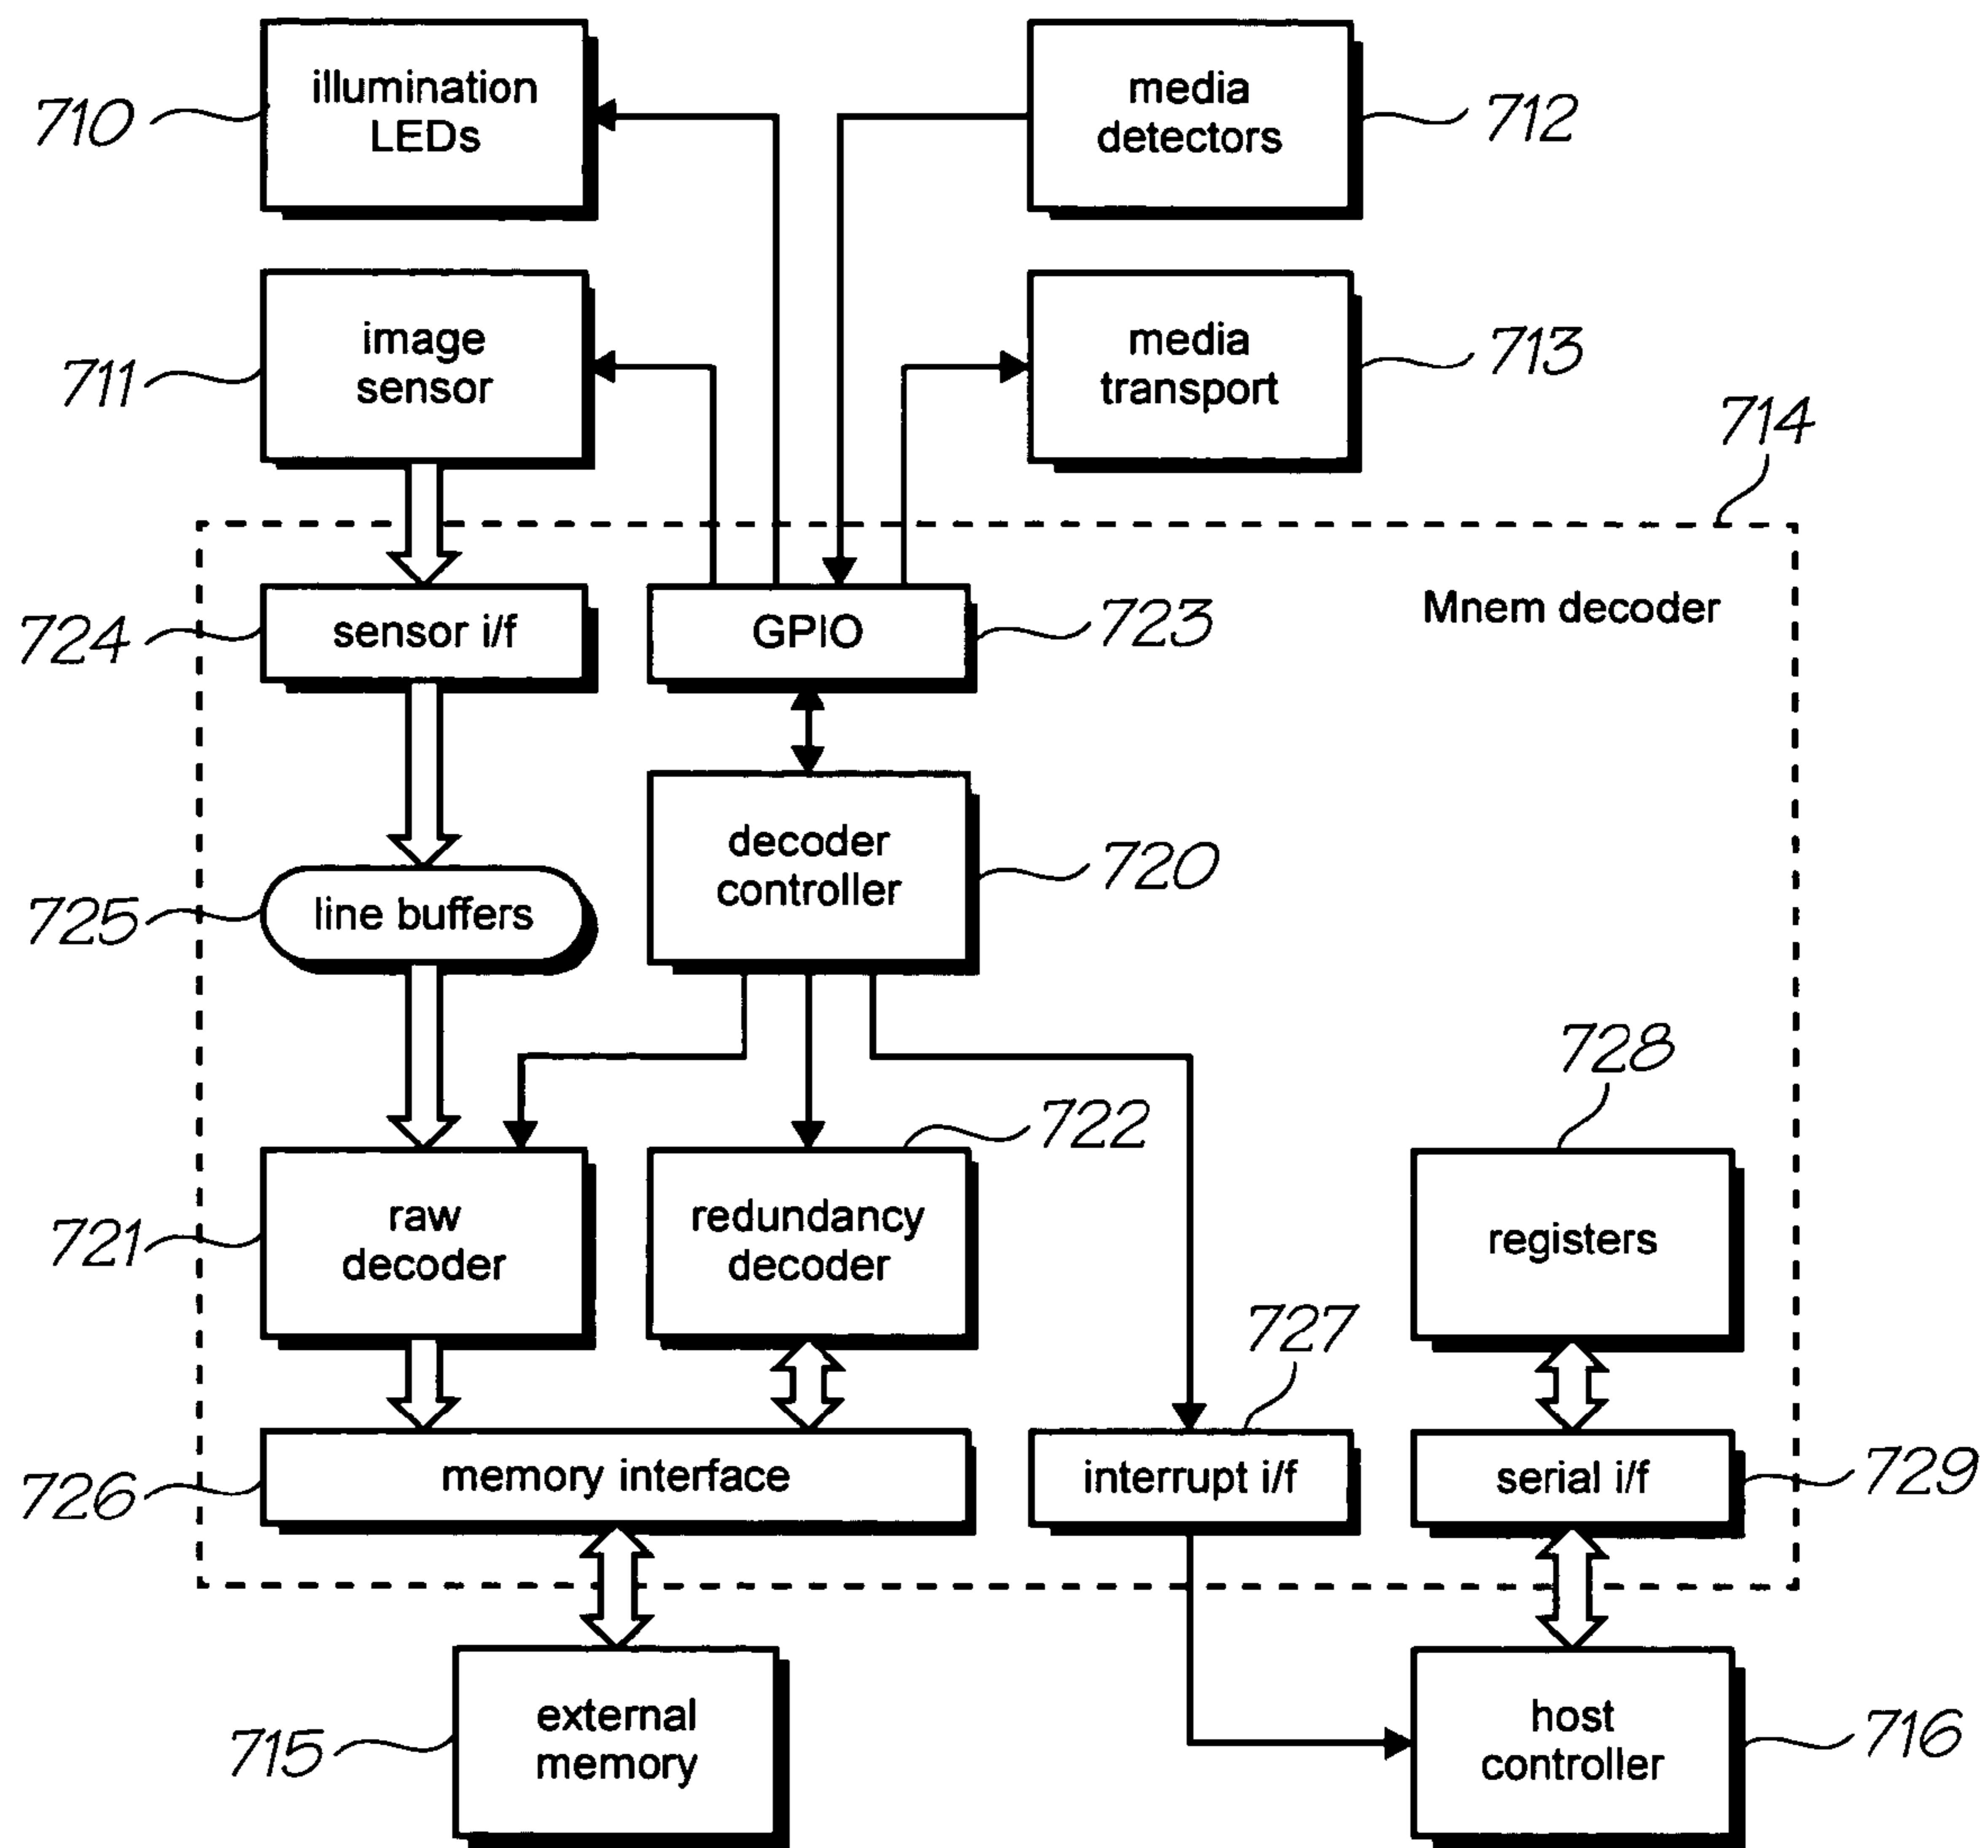 illumination
LEDs
710
media
detectors
712
image
sensor
711
media
transport
713
714
Mnem decoder
sensor i/f
724
GPIO
723
decoder
controller
720
line buffers
725
728
722
raw
decoder
721
redundancy
decoder
registers
727
memory interface
726
interrupt i/f
serial i/f
729
external
memory
715
host
controller
716